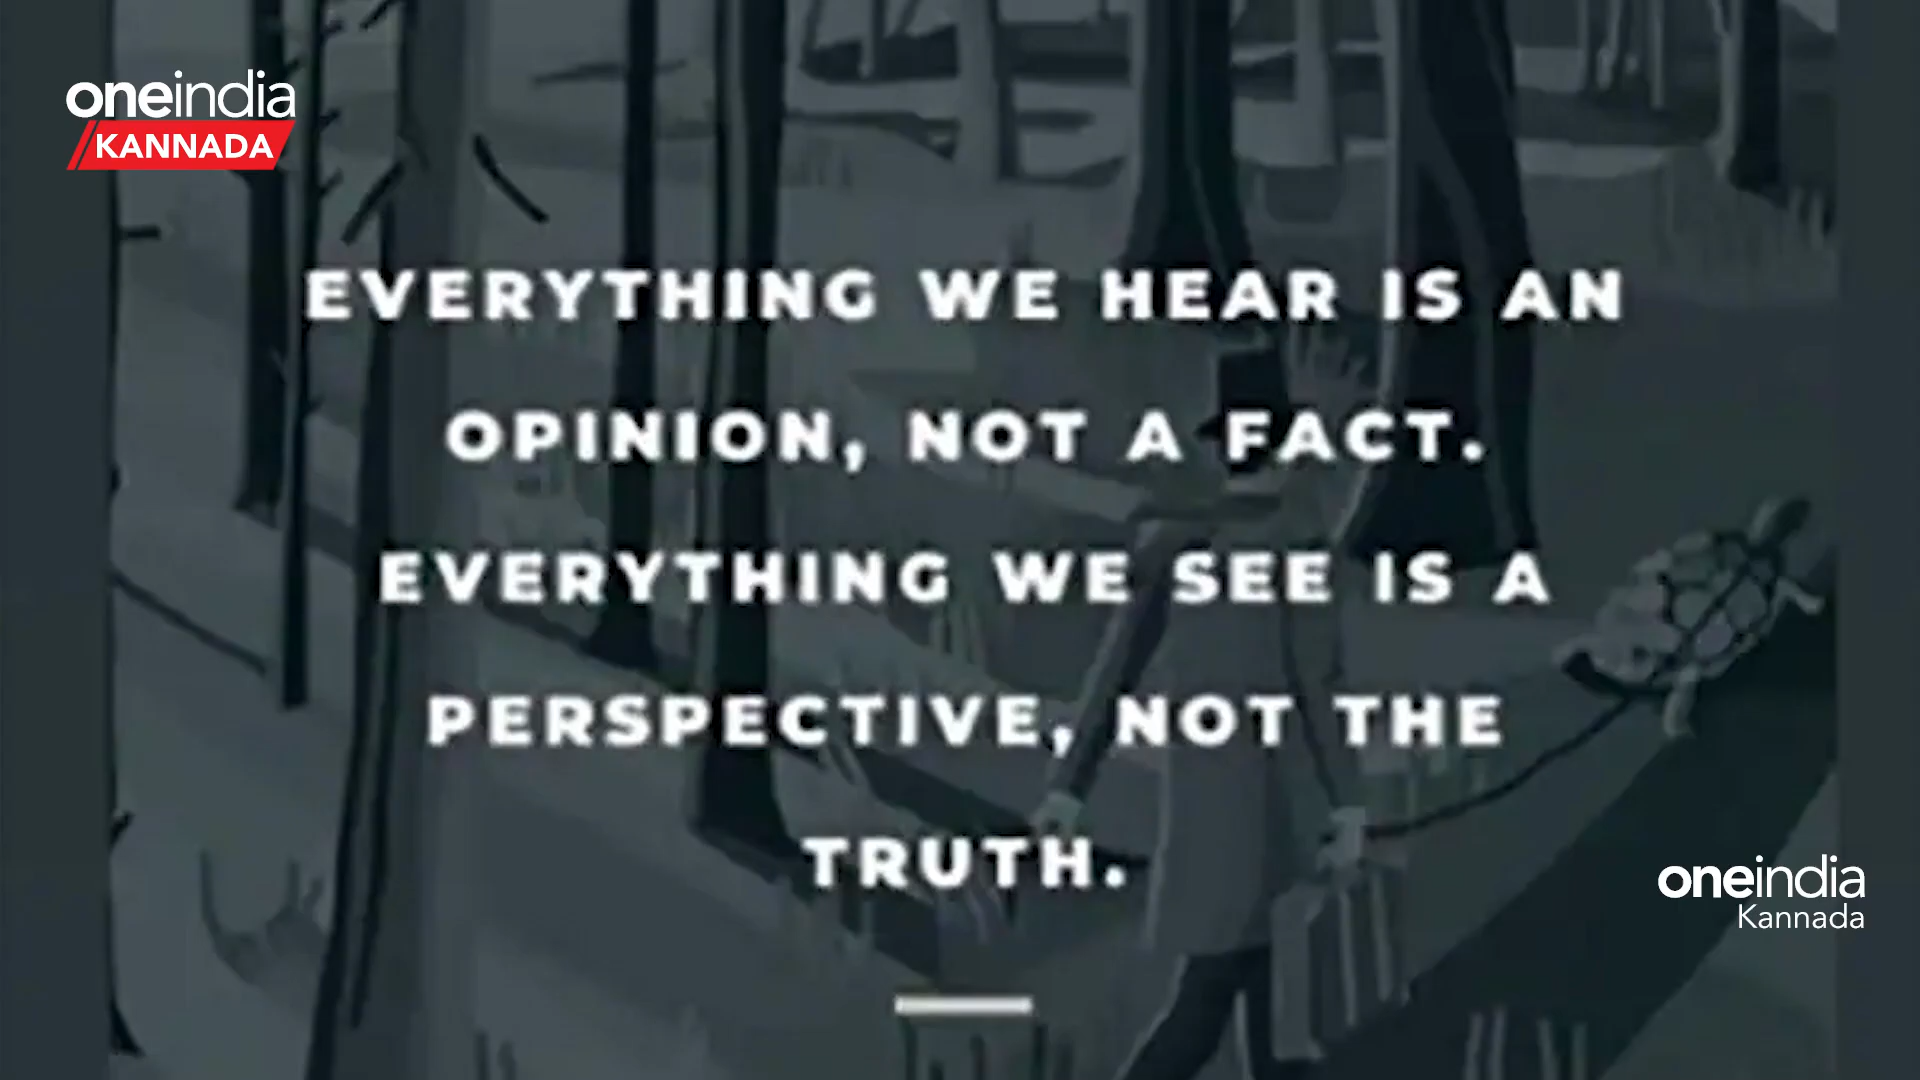 oneindia
KANNADA
EVERYTHING WE HEAR IS AN
OPINION, NOT A FACT.
EVERYTHING WE SEE IS A
PERSPECTIVE, NOT THE
TRUTH.
oneindia
Kannada